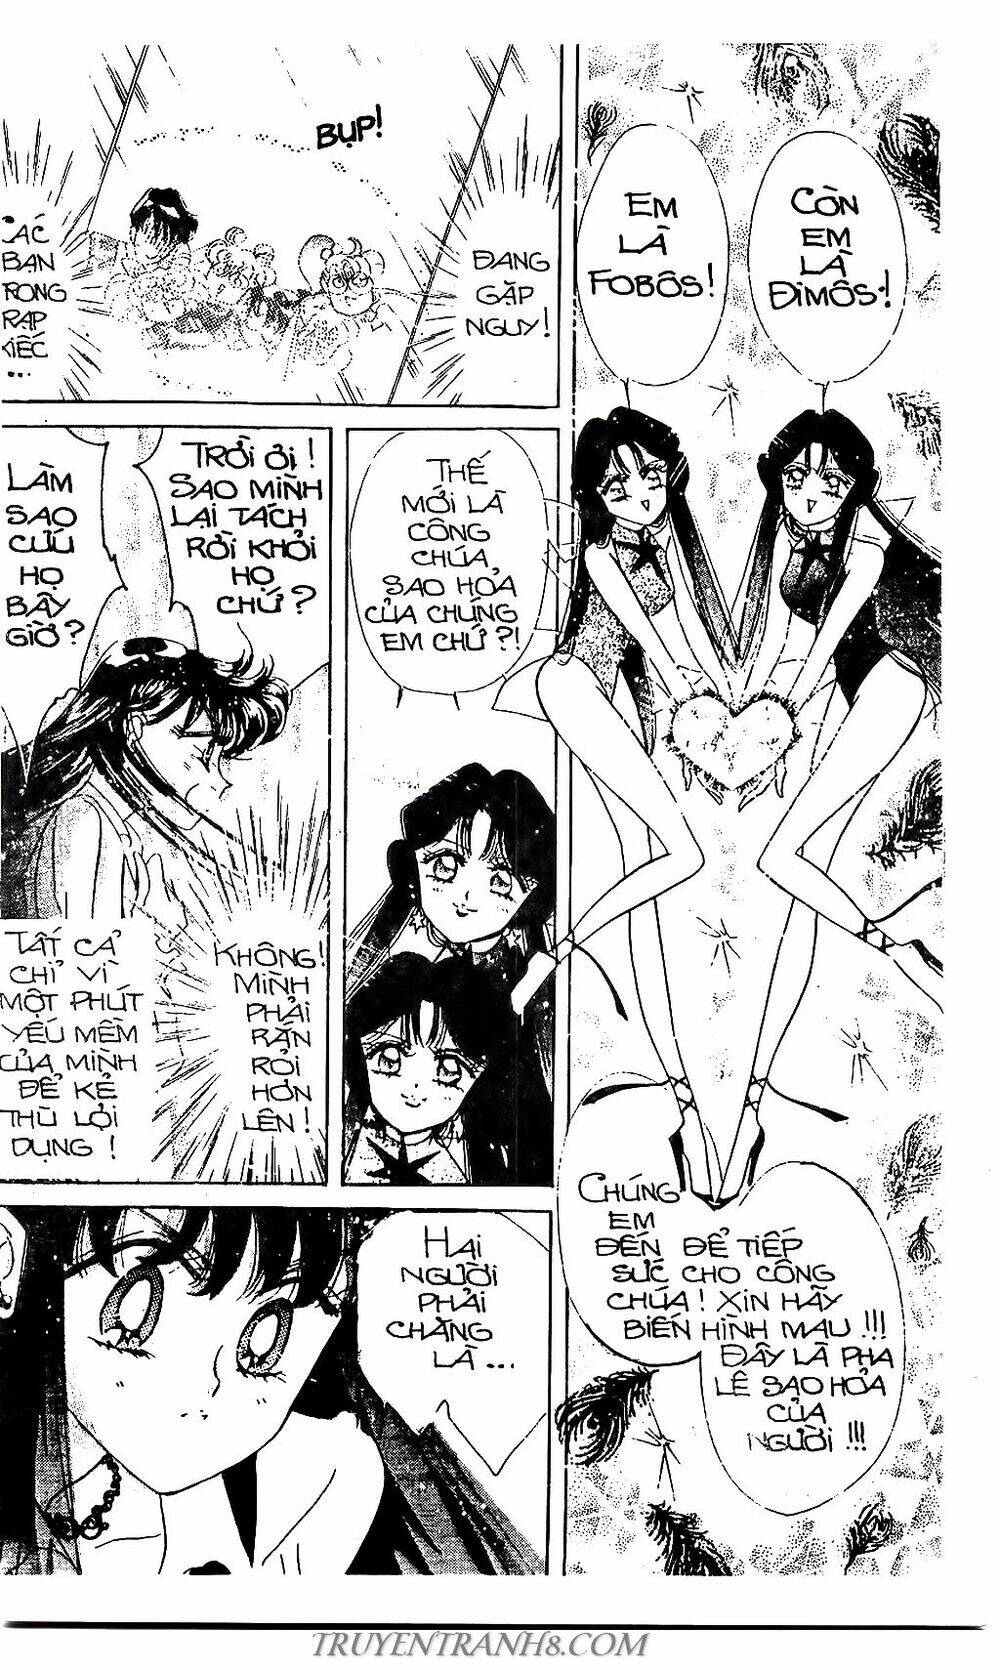 BỤP!
CÁC
BẠN
RONG
RẠP
XIẾC
...
ĐANG
GẶP
NGUY!
LÀM
SAO
CỨU
HỌ
BÂY
GIỜ?
TRỜI ƠI!
SAO MÌNH
LẠI TÁCH
RỜI KHỎI
HỌ
CHỨ?
TẤT CẢ
CHỈ VÌ
MỘT PHÚT
YẾU MỀM
CỦA MÌNH
ĐỂ KẺ
THÙ LỢI
DỤNG!
KHÔNG!
MÌNH
PHẢI
RẮN
RỎI
HƠN
LÊN!
THẾ
MỚI LÀ
CÔNG
CHÚA
SAO HỎA
CỦA CHÚNG
EM CHỨ?!
HAI
NGƯỜI
PHẢI
CHĂNG
LÀ...
EM
LÀ
FOBÔS!
CÒN
EM
LÀ
ĐIMÔS!
CHÚNG
EM
ĐẾN ĐỂ TIẾP
SỨC CHO CÔNG
CHÚA! XIN HÃY
BIẾN HÌNH MAU!!!
ĐÂY LÀ PHA
LÊ SAO HỎA
CỦA
NGƯỜI!!!
TRUYENTRANH8.COM